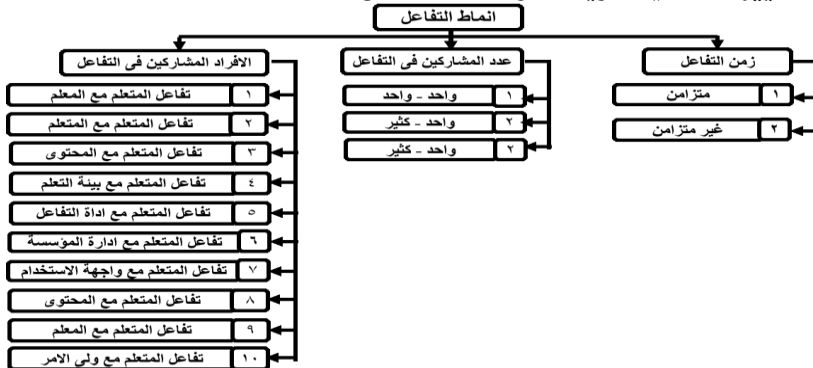 انماط التفاعل
زمن التفاعل
١ متزامن
٢ غير متزامن
عدد المشاركين فى التفاعل
١ واحد - واحد
٢ واحد - كثير
٢ واحد - كثير
الافراد المشاركين فى التفاعل
١ تفاعل المتعلم مع المعلم
٢ تفاعل المتعلم مع المتعلم
٣ تفاعل المتعلم مع المحتوى
٤ تفاعل المتعلم مع بيئة التعلم
٥ تفاعل المتعلم مع اداة التفاعل
٦ تفاعل المتعلم مع ادارة المؤسسة
٧ تفاعل المتعلم مع واجهة الاستخدام
٨ تفاعل المتعلم مع المحتوى
٩ تفاعل المتعلم مع المعلم
١٠ تفاعل المتعلم مع ولى الامر